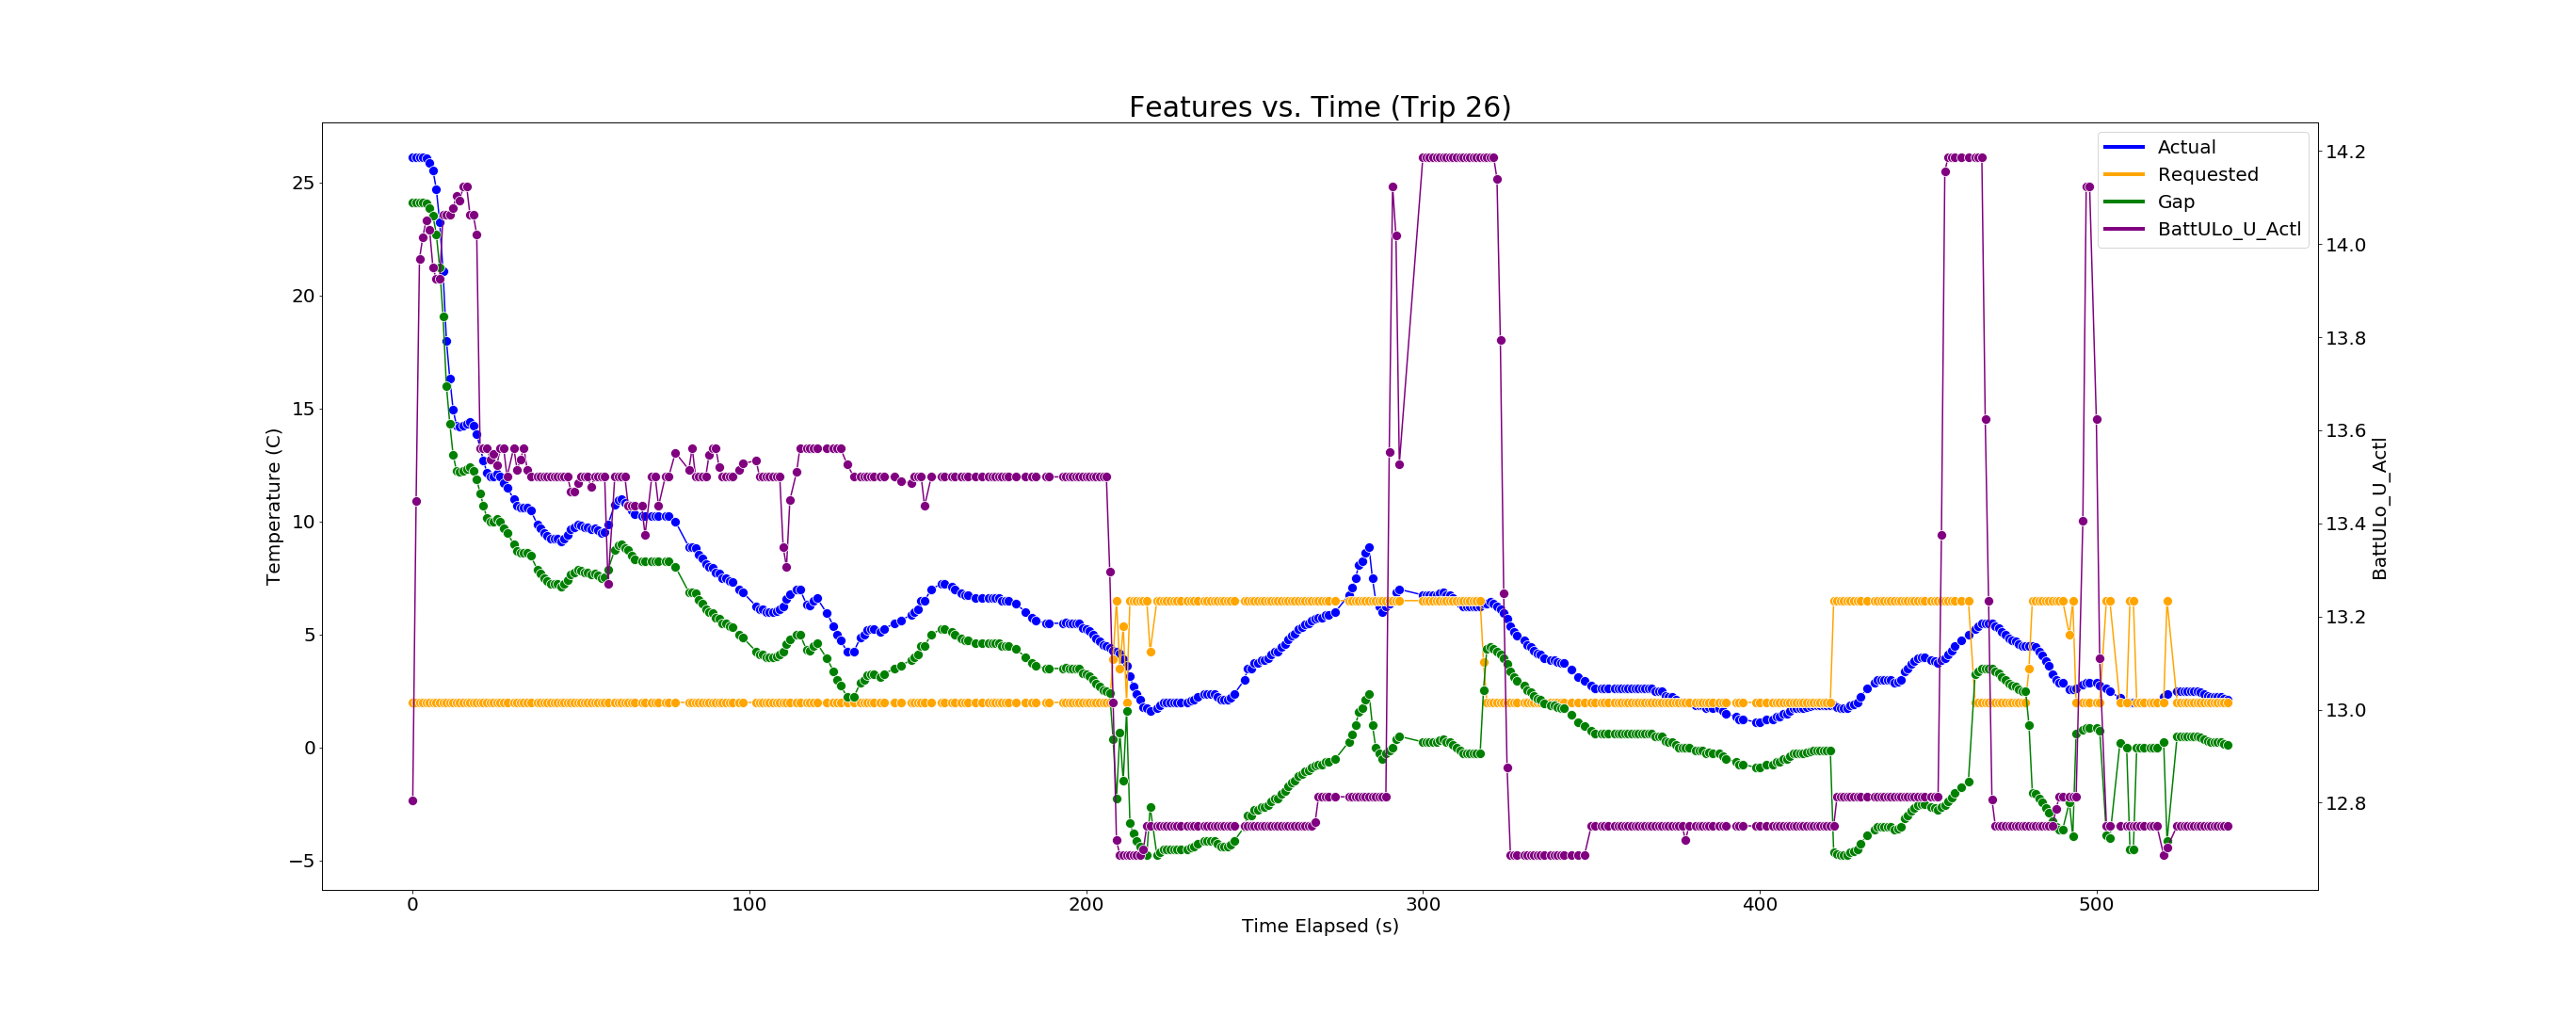 Features vs. Time (Trip 26)
Actual
Requested
Gap
BattULo_U_Actl
Temperature (C)
25
20
15
10
5
0
−5
14.2
14.0
13.8
13.6
13.4
13.2
13.0
12.8
BattULo_U_Actl
0
100
200
300
400
500
Time Elapsed (s)